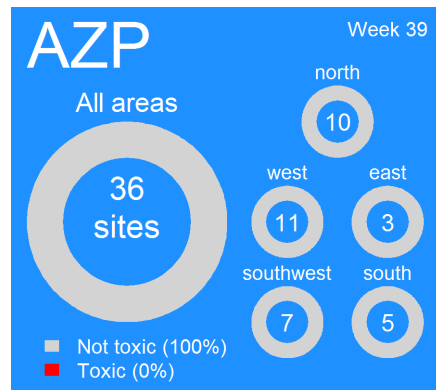 AZP
Week 39
All areas
36
sites
north
10
west
11
east
3
southwest
7
south
5
Not toxic (100%)
Toxic (0%)